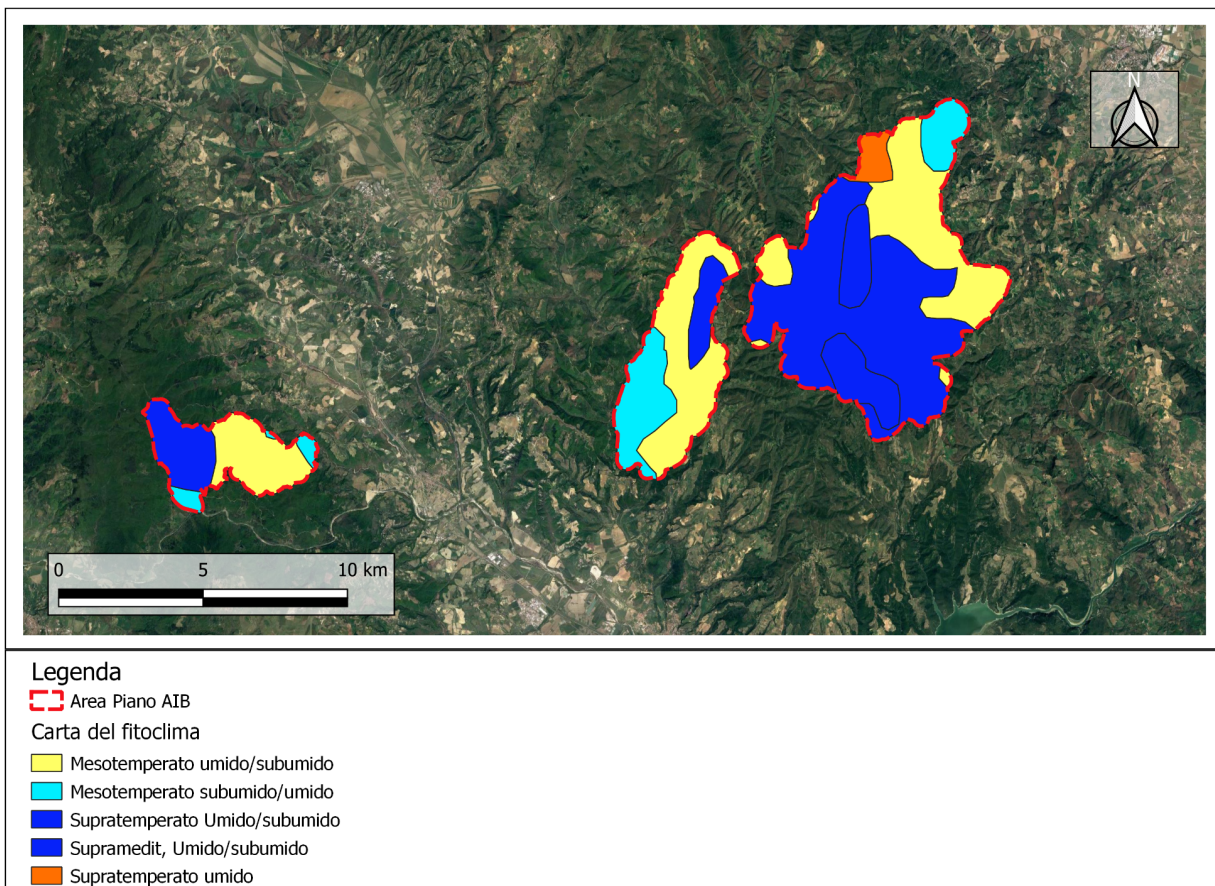 N
0 5 10 km
Legenda
Area Piano AIB
Carta del fitoclima
Mesotemperato umido/subumido
Mesotemperato subumido/umido
Supratemperato Umido/subumido
Supramedit, Umido/subumido
Supratemperato umido